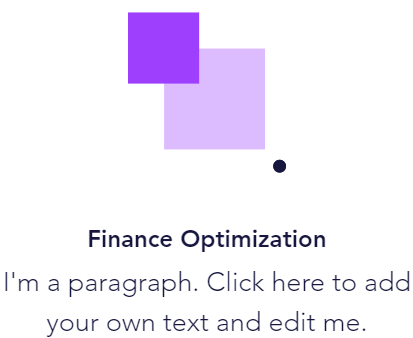 Finance Optimization
I'm a paragraph. Click here to add
your own text and edit me.